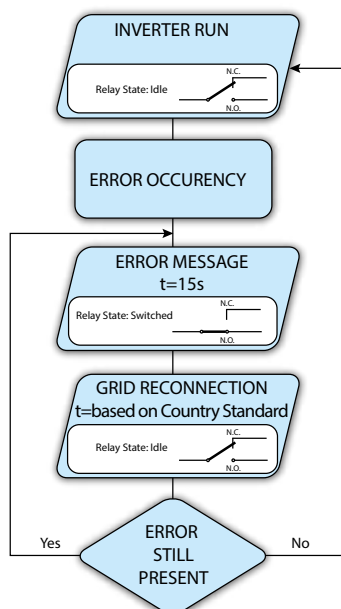 INVERTER RUN
N.C.
Relay State: Idle
N.O.
ERROR OCCURENCY
ERROR MESSAGE
t=15s
N.C.
Relay State: Switched
N.O.
GRID RECONNECTION
t=based on Country Standard
N.C.
Relay State: Idle
N.O.
Yes
ERROR
STILL
PRESENT
No